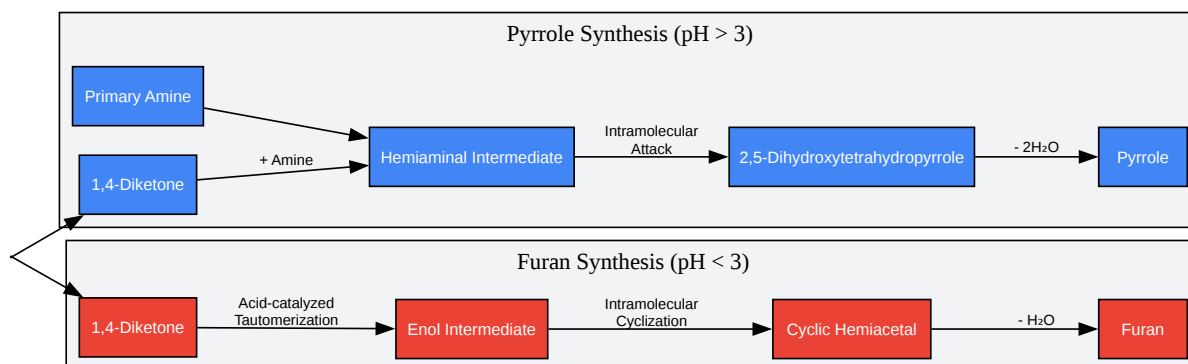 Pyrrole Synthesis (pH > 3)
Primary Amine
1,4-Diketone
+ Amine
Hemiaminal Intermediate
Intramolecular
Attack
2,5-Dihydroxytetrahydropyrrole
- 2H₂O
Pyrrole
Furan Synthesis (pH < 3)
1,4-Diketone
Acid-catalyzed
Tautomerization
Enol Intermediate
Intramolecular
Cyclization
Cyclic Hemiacetal
- H₂O
Furan